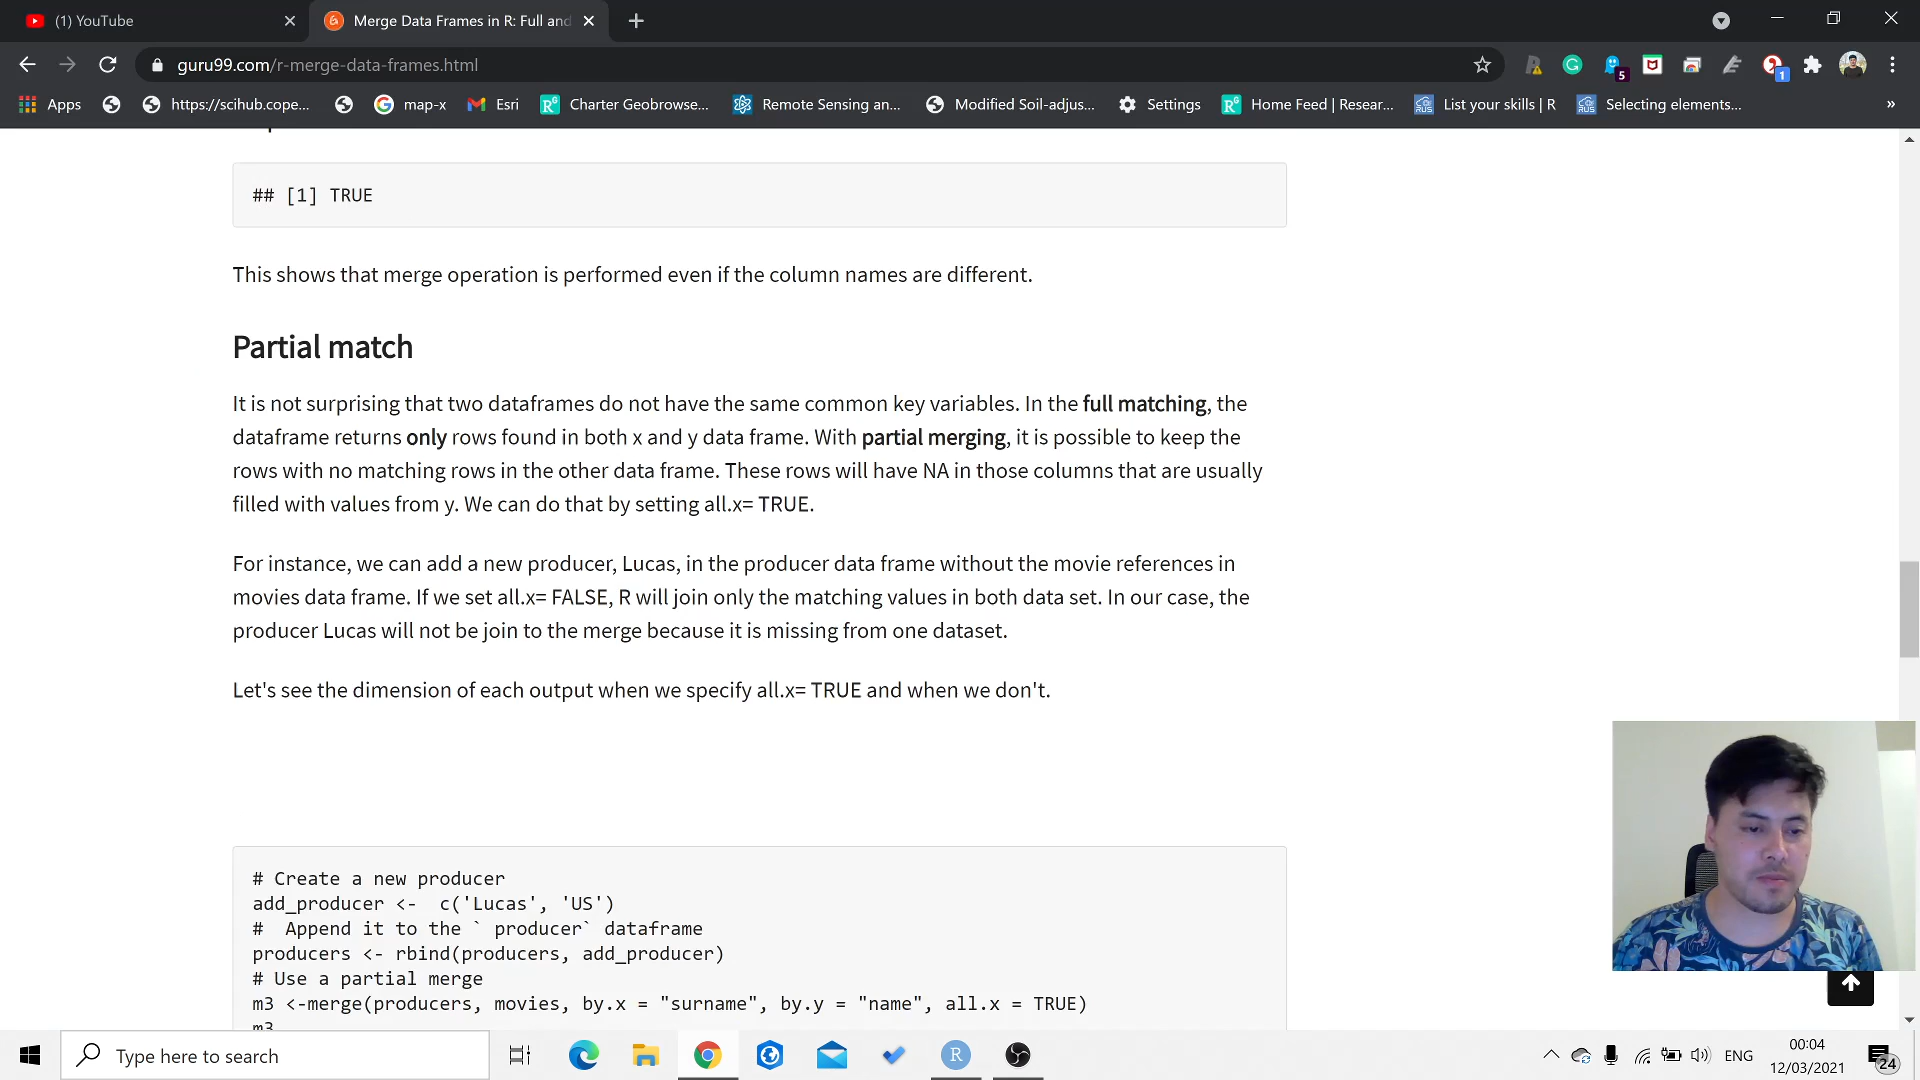 (1) YouTube
Merge Data Frames in R: Full and
guru99.com/r-merge-data-frames.html
5
1
Apps
https://scihub.cope...
map-x
Esri
Charter Geobrowse...
Remote Sensing an...
Modified Soil-adjus...
Settings
Home Feed | Resear...
List your skills | R
Selecting elements...
»
## [1] TRUE
This shows that merge operation is performed even if the column names are different.
Partial match
It is not surprising that two dataframes do not have the same common key variables. In the full matching, the
dataframe returns only rows found in both x and y data frame. With partial merging, it is possible to keep the
rows with no matching rows in the other data frame. These rows will have NA in those columns that are usually
filled with values from y. We can do that by setting all.x= TRUE.
For instance, we can add a new producer, Lucas, in the producer data frame without the movie references in
movies data frame. If we set all.x= FALSE, R will join only the matching values in both data set. In our case, the
producer Lucas will not be join to the merge because it is missing from one dataset.
Let's see the dimension of each output when we specify all.x= TRUE and when we don't.
# Create a new producer
add_producer <-  c('Lucas', 'US')
#  Append it to the ` producer` dataframe
producers <- rbind(producers, add_producer)
# Use a partial merge
m3 <-merge(producers, movies, by.x = "surname", by.y = "name", all.x = TRUE)
m3
Type here to search
R
ENG
00:04
12/03/2021
24